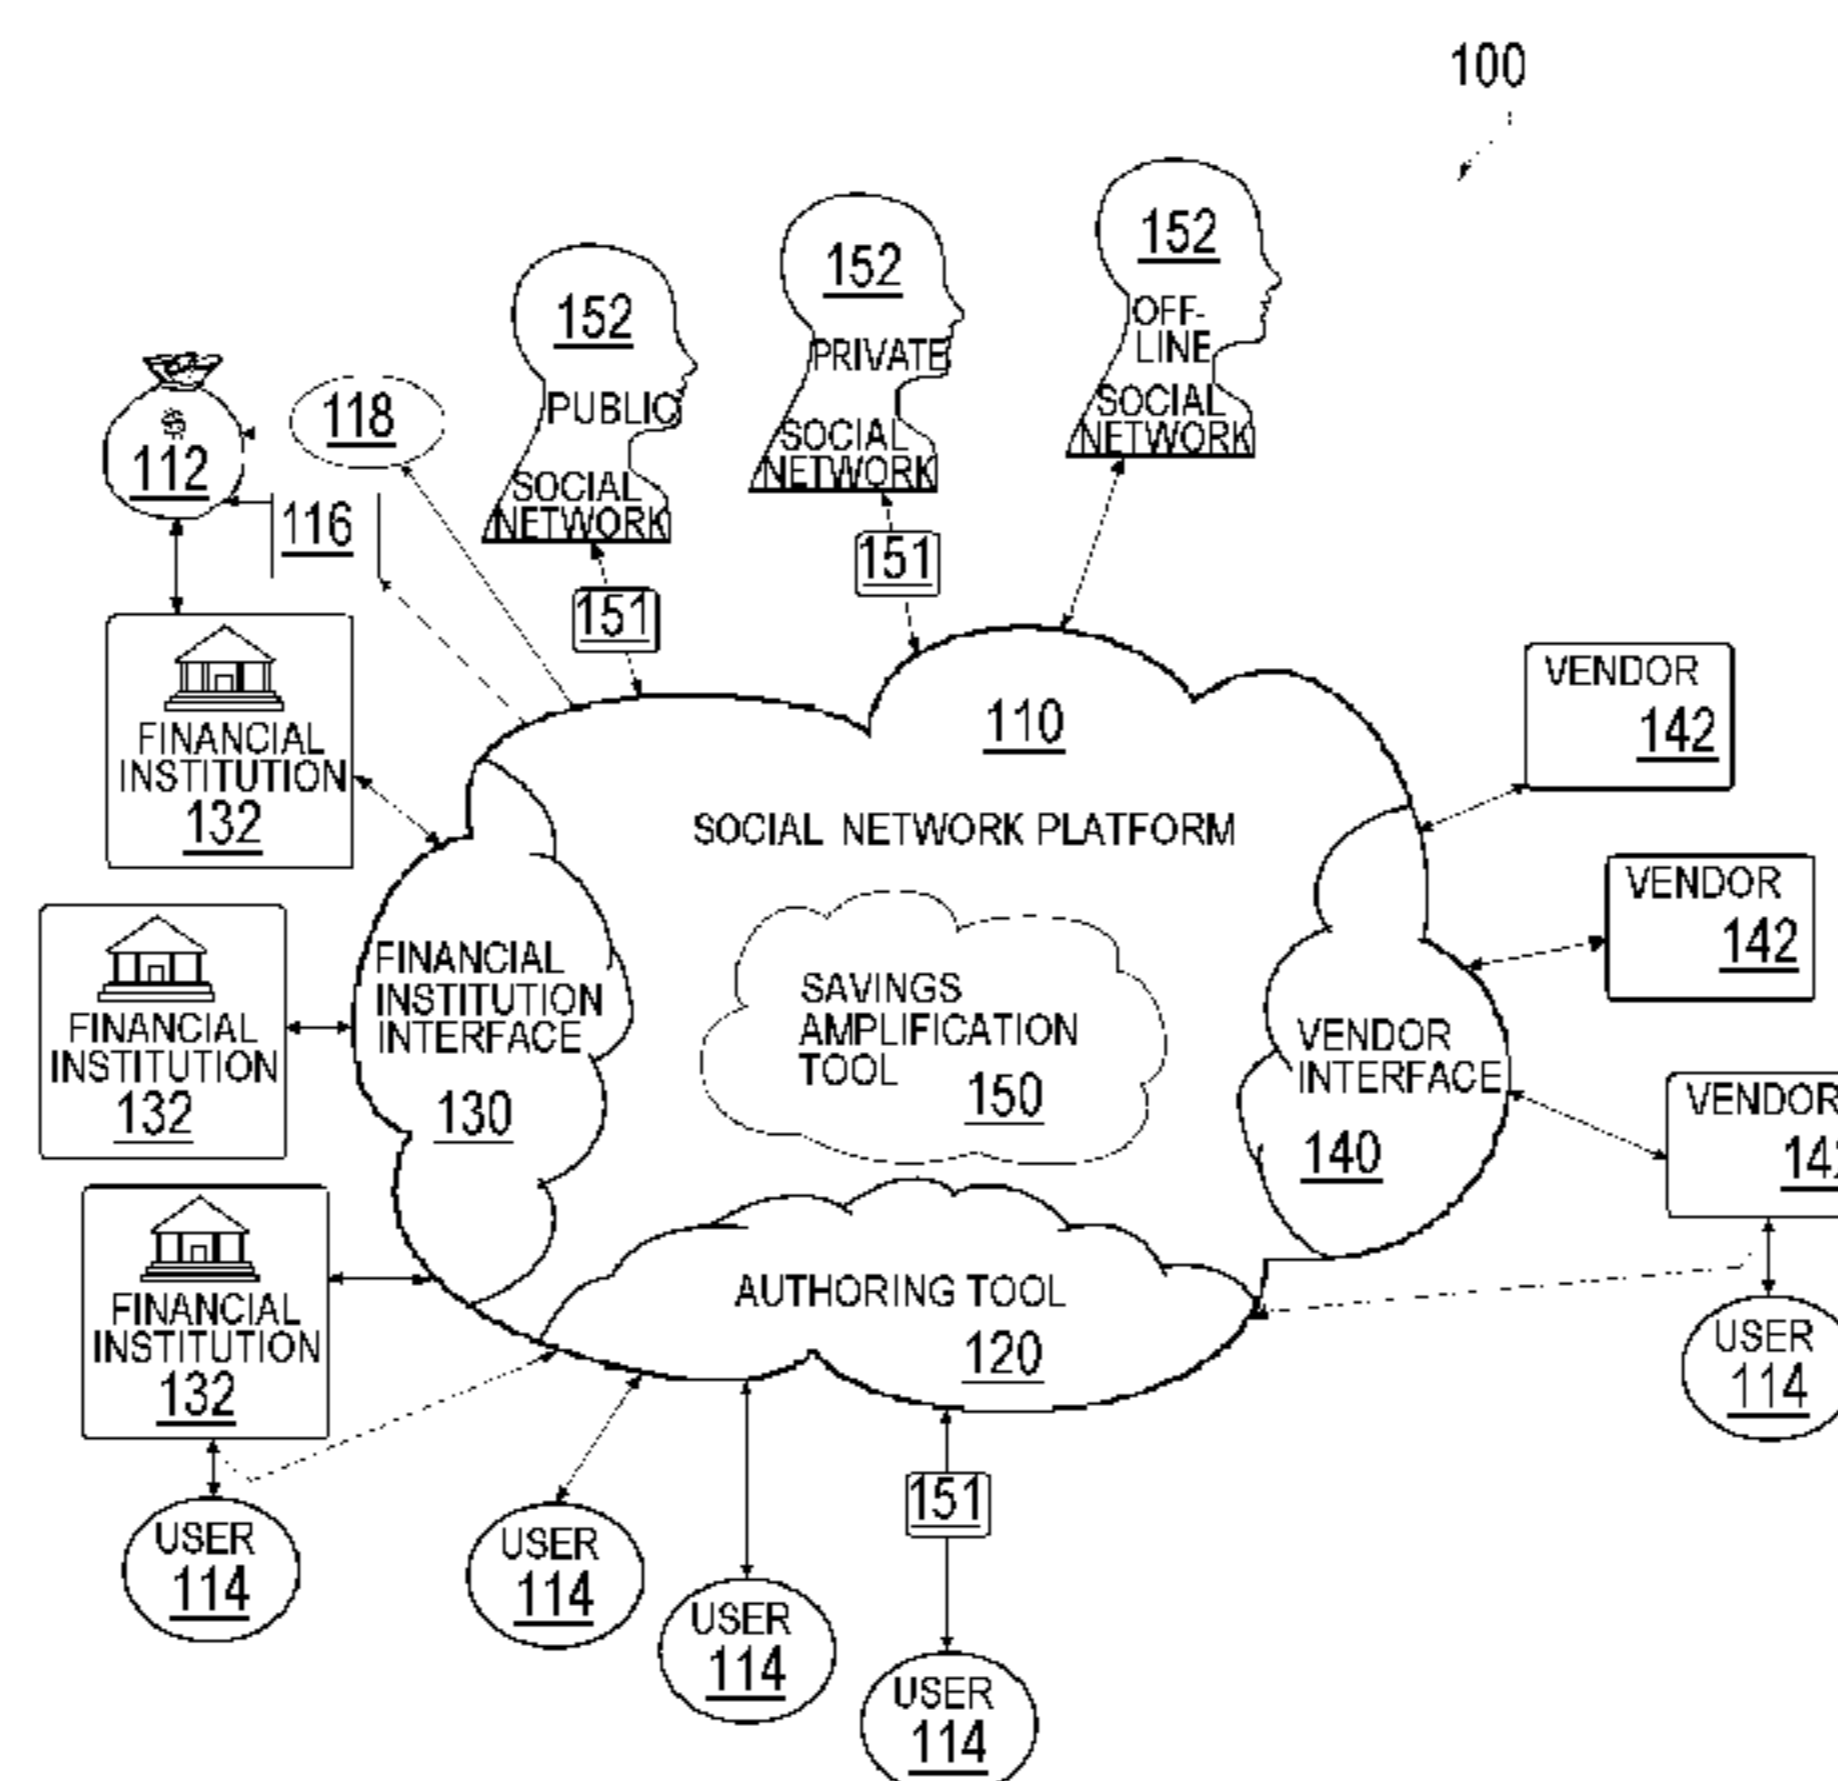 100
152
OFF-
LINE
SOCIAL
NETWORK
152
PRIVATE
SOCIAL
NETWORK
152
PUBLIC
SOCIAL
NETWORK
$
112
118
116
151
151
FINANCIAL
INSTITUTION
132
110
SOCIAL NETWORK PLATFORM
VENDOR
142
VENDOR
142
FINANCIAL
INSTITUTION
132
FINANCIAL
INSTITUTION
INTERFACE
130
SAVINGS
AMPLIFICATION
TOOL
150
VENDOR
INTERFACE
140
VENDOR
FINANCIAL
INSTITUTION
132
AUTHORING TOOL
120
USER
114
USER
114
USER
114
USER
114
151
USER
114